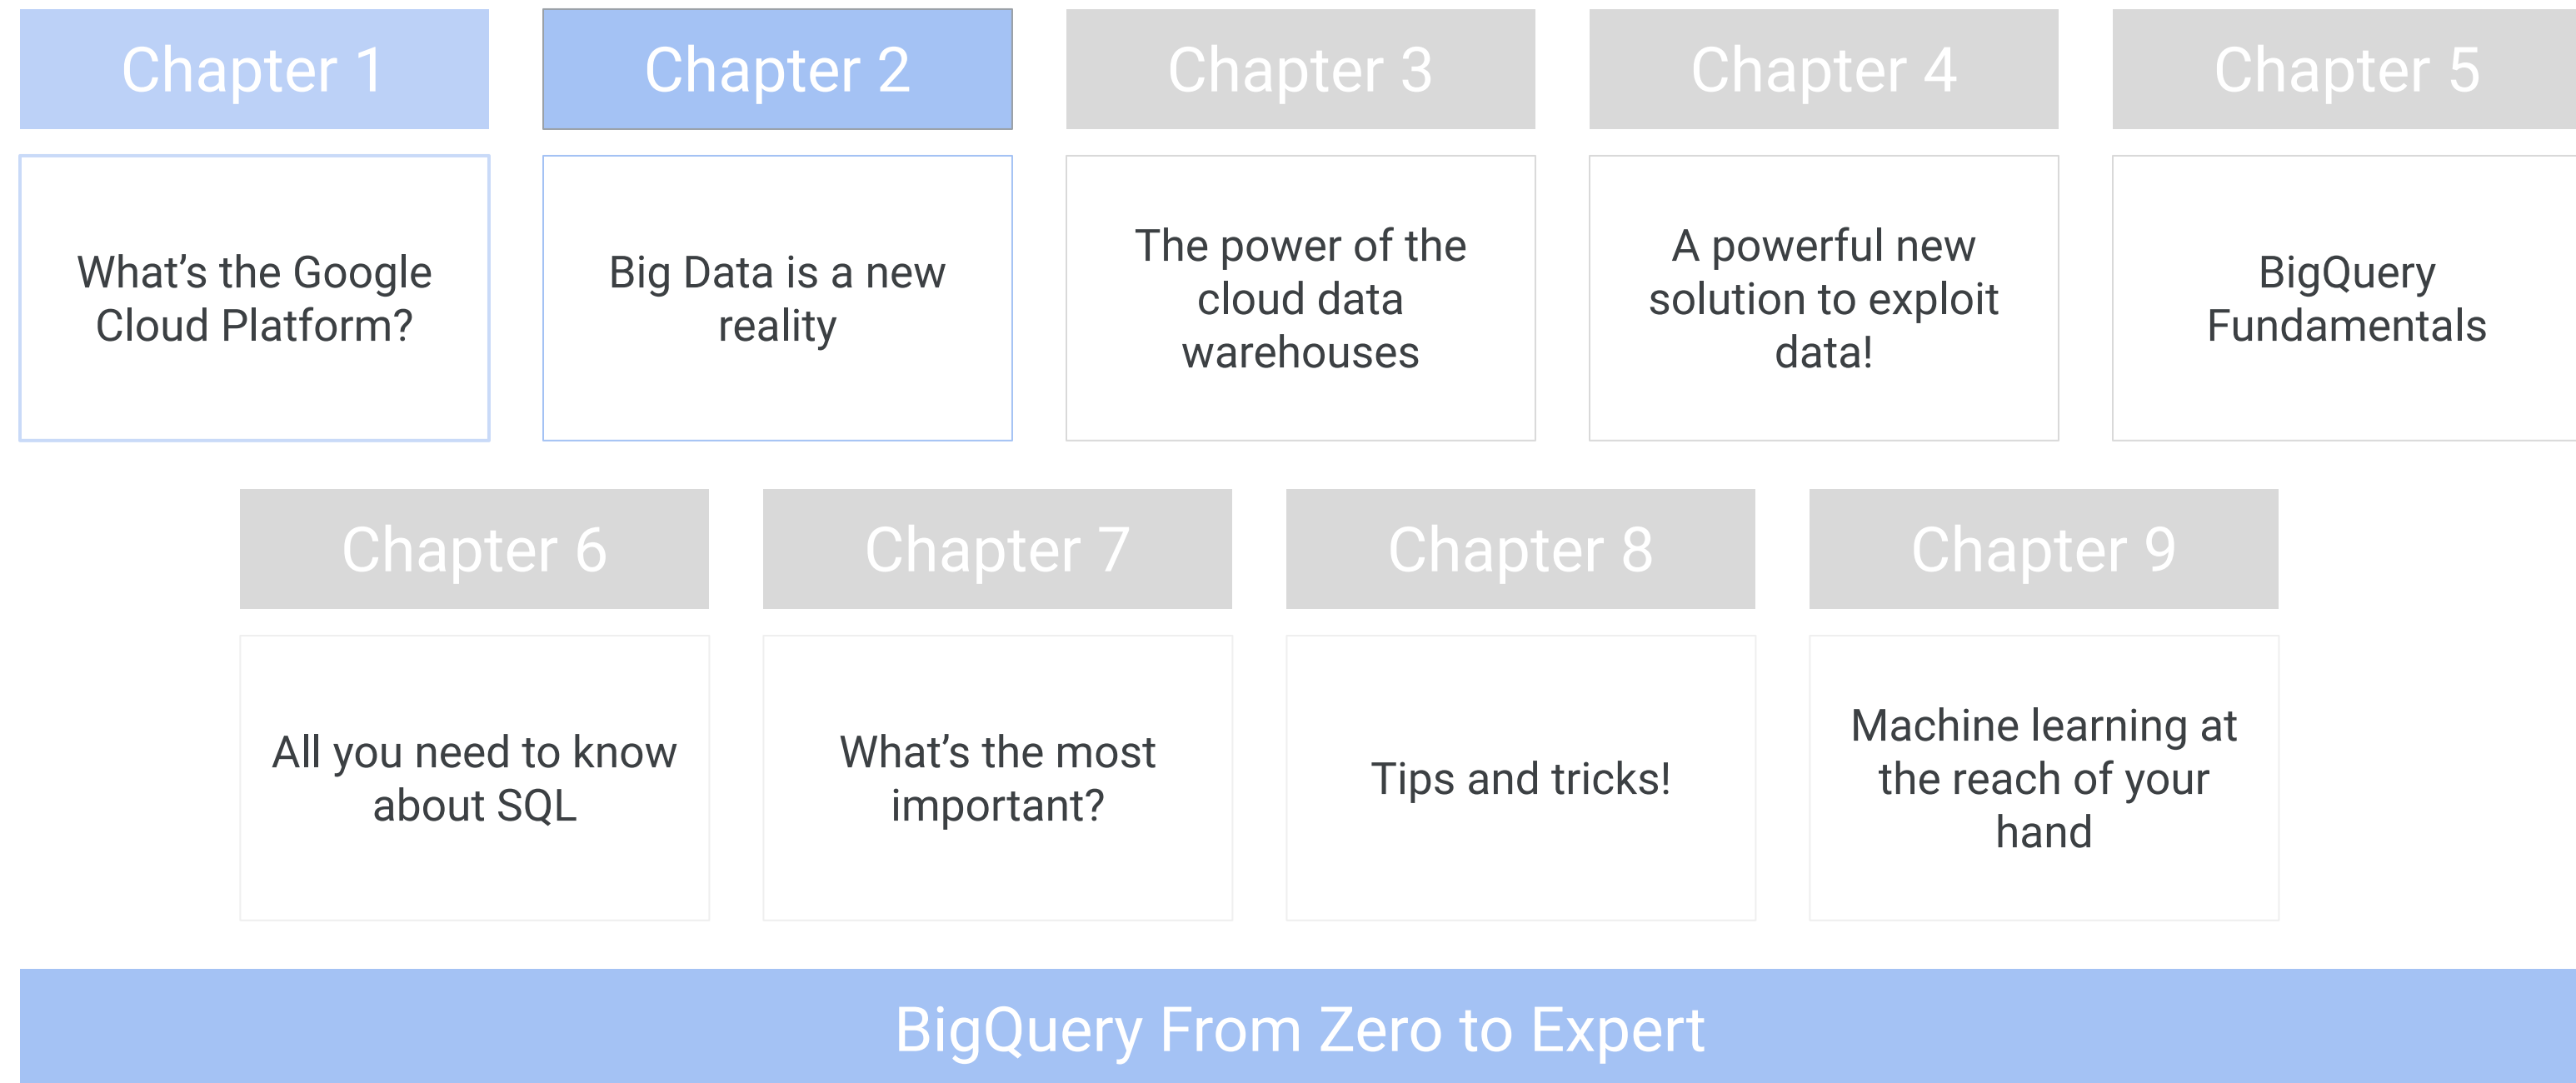 Chapter 1
Chapter 2
Chapter 3
Chapter 4
Chapter 5
What’s the Google
Cloud Platform?
Big Data is a new
reality
The power of the
cloud data
warehouses
A powerful new
solution to exploit
data!
BigQuery
Fundamentals
Chapter 6
Chapter 7
Chapter 8
Chapter 9
All you need to know
about SQL
What’s the most
important?
Tips and tricks!
Machine learning at
the reach of your
hand
BigQuery From Zero to Expert